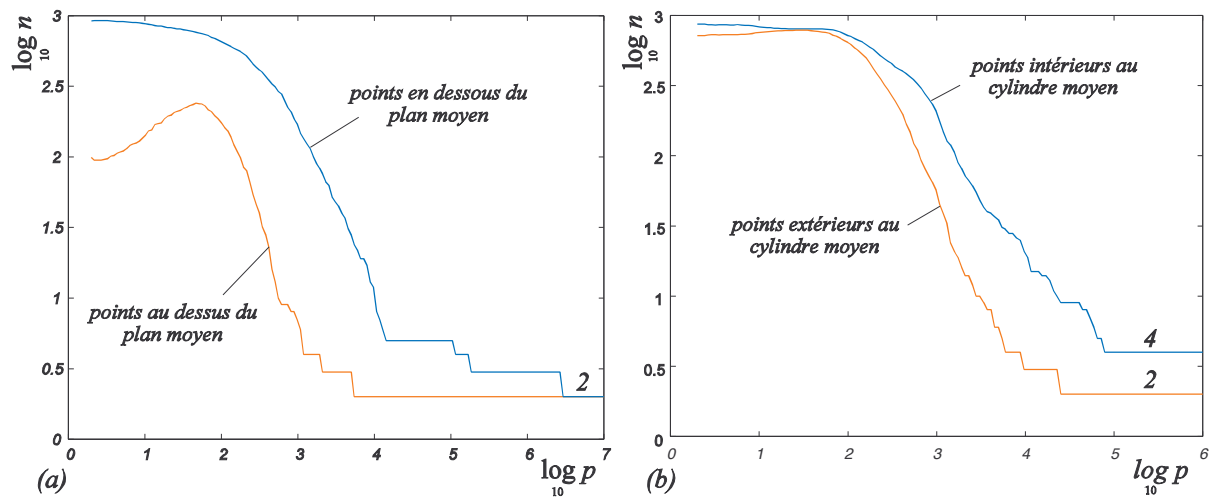 log₁₀ n
3
2.5
2
1.5
1
0.5
0
0 1 2 3 4 5 6 7
log₁₀ p
points en dessous du
plan moyen
points au dessus du
plan moyen
2
(a)
log₁₀ n
3
2.5
2
1.5
1
0.5
0
0 1 2 3 4 5 6
log₁₀ p
points intérieurs au
cylindre moyen
points extérieurs au
cylindre moyen
4
2
(b)